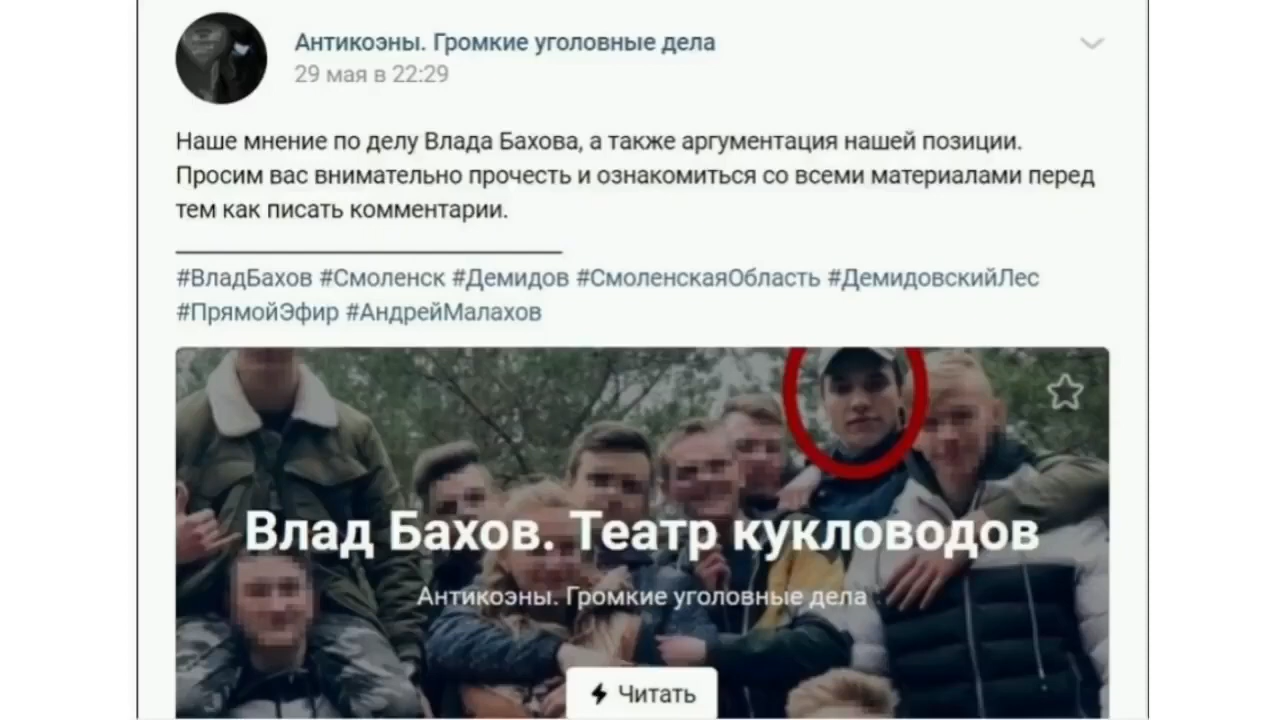 Антикоэны. Громкие уголовные дела
29 мая в 22:29
Наше мнение по делу Влада Бахова, а также аргументация нашей позиции.
Просим вас внимательно прочесть и ознакомиться со всеми материалами перед
тем как писать комментарии.
#ВладБахов #Смоленск #Демидов #СмоленскаяОбласть #ДемидовскийЛес
#ПрямойЭфир #АндрейМалахов
Влад Бахов. Театр кукловодов
Антикоэны. Громкие уголовные дела
Читать